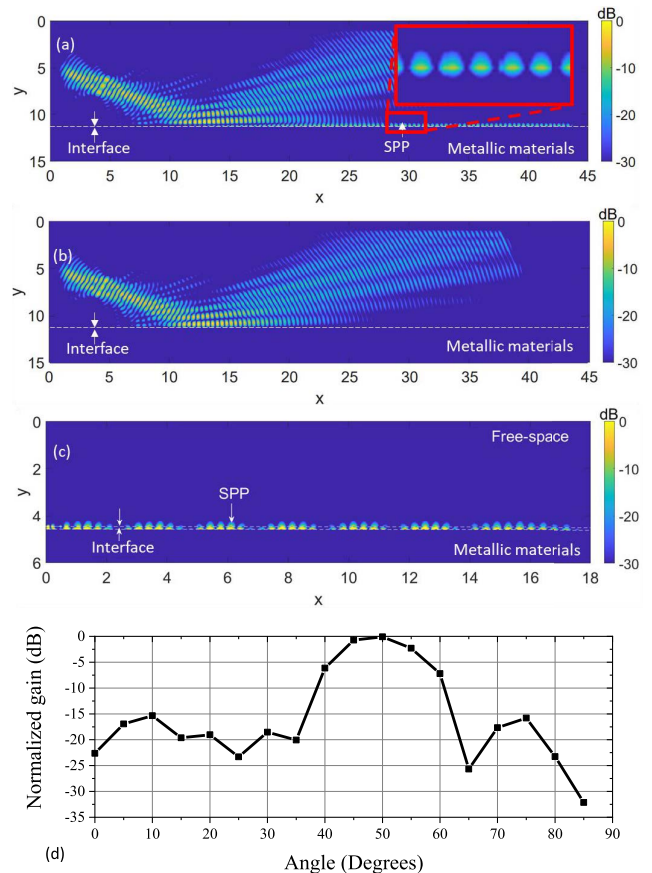 dB
0
(a)
0
5
y
10
15
-10
-20
-30
Interface
SPP
Metallic materials
0 5 10 15 20 25 30 35 40 45
x
dB
0
(b)
0
5
y
10
15
-10
-20
-30
Interface
Metallic materials
0 5 10 15 20 25 30 35 40 45
x
dB
0
(c)
Free-space
0
2
y
4
6
-10
-20
-30
SPP
Interface
Metallic materials
0 2 4 6 8 10 12 14 16 18
x
Normalized gain (dB)
0
-5
-10
-15
-20
-25
-30
-35
0 10 20 30 40 50 60 70 80 90
(d)
Angle (Degrees)